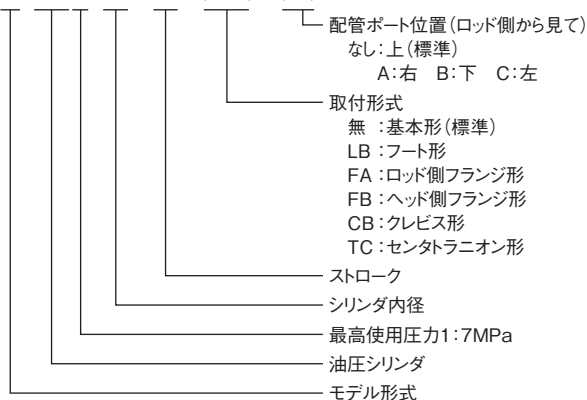 配管ポート位置（ロッド側から見て）
なし：上（標準）
A：右 B：下 C：左
取付形式
無 ：基本形（標準）
LB：フート形
FA：ロッド側フランジ形
FB：ヘッド側フランジ形
CB：クレビス形
TC：センタトラニオン形
ストローク
シリンダ内径
最高使用圧力1：7MPa
油圧シリンダ
モデル形式